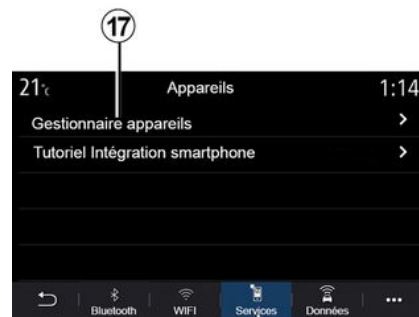 17
21°c Appareils 1:14
Gestionnaire appareils
Tutoriel Intégration smartphone
Bluetooth WIFI Services Données